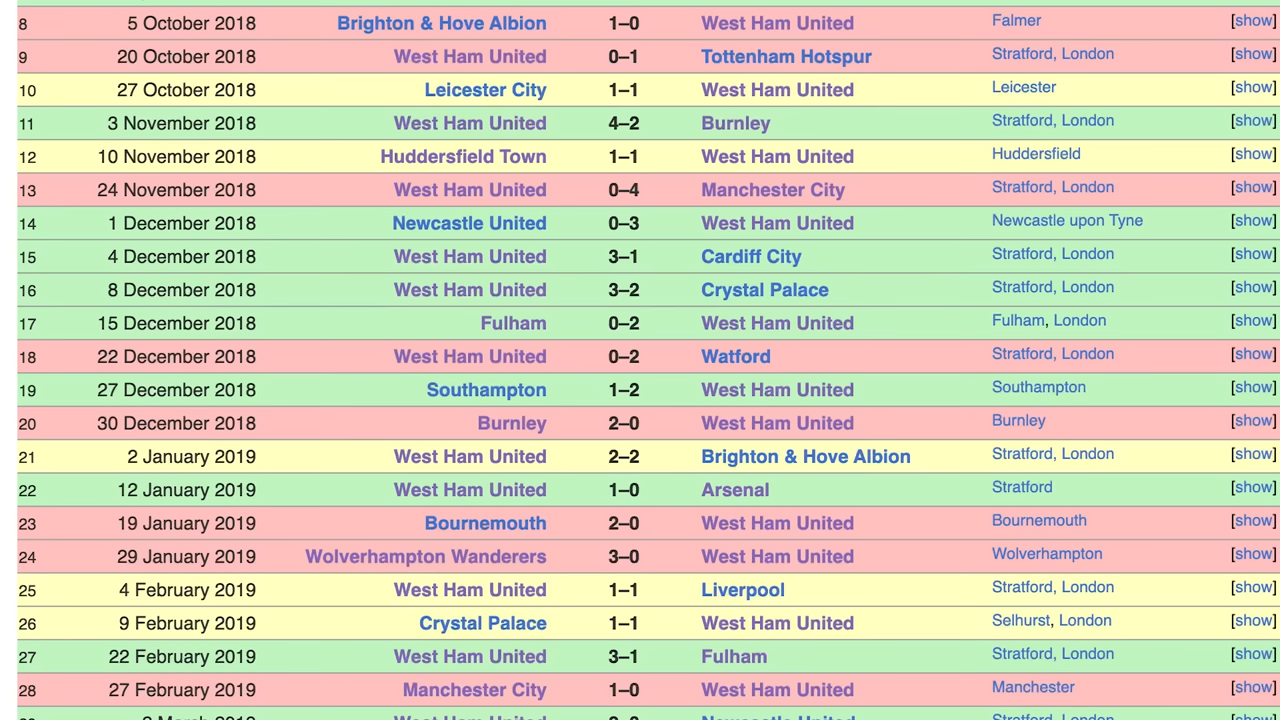 8 5 October 2018 Brighton & Hove Albion 1–0 West Ham United Falmer [show]
9 20 October 2018 West Ham United 0–1 Tottenham Hotspur Stratford, London [show]
10 27 October 2018 Leicester City 1–1 West Ham United Leicester [show]
11 3 November 2018 West Ham United 4–2 Burnley Stratford, London [show]
12 10 November 2018 Huddersfield Town 1–1 West Ham United Huddersfield [show]
13 24 November 2018 West Ham United 0–4 Manchester City Stratford, London [show]
14 1 December 2018 Newcastle United 0–3 West Ham United Newcastle upon Tyne [show]
15 4 December 2018 West Ham United 3–1 Cardiff City Stratford, London [show]
16 8 December 2018 West Ham United 3–2 Crystal Palace Stratford, London [show]
17 15 December 2018 Fulham 0–2 West Ham United Fulham, London [show]
18 22 December 2018 West Ham United 0–2 Watford Stratford, London [show]
19 27 December 2018 Southampton 1–2 West Ham United Southampton [show]
20 30 December 2018 Burnley 2–0 West Ham United Burnley [show]
21 2 January 2019 West Ham United 2–2 Brighton & Hove Albion Stratford, London [show]
22 12 January 2019 West Ham United 1–0 Arsenal Stratford [show]
23 19 January 2019 Bournemouth 2–0 West Ham United Bournemouth [show]
24 29 January 2019 Wolverhampton Wanderers 3–0 West Ham United Wolverhampton [show]
25 4 February 2019 West Ham United 1–1 Liverpool Stratford, London [show]
26 9 February 2019 Crystal Palace 1–1 West Ham United Selhurst, London [show]
27 22 February 2019 West Ham United 3–1 Fulham Stratford, London [show]
28 27 February 2019 Manchester City 1–0 West Ham United Manchester [show]
March 2019 West Ham United Newcastle United Stratford, London [show]